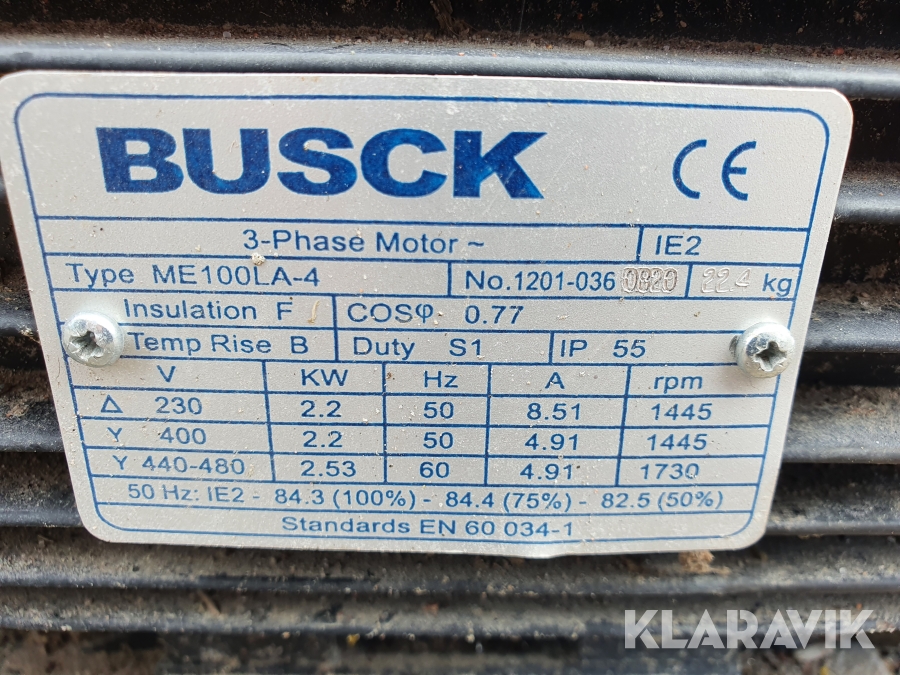 BUSCK CE
3-Phase Motor ~ IE2
Type ME100LA-4 No.1201-036 0820 22.4 kg
Insulation F COSφ 0.77
Temp Rise B Duty S1 IP 55
V KW Hz A rpm
Δ 230 2.2 50 8.51 1445
Y 400 2.2 50 4.91 1445
Y 440-480 2.53 60 4.91 1730
50 Hz: IE2 - 84.3 (100%) - 84.4 (75%) - 82.5 (50%)
Standards EN 60 034-1
KLARAVIK